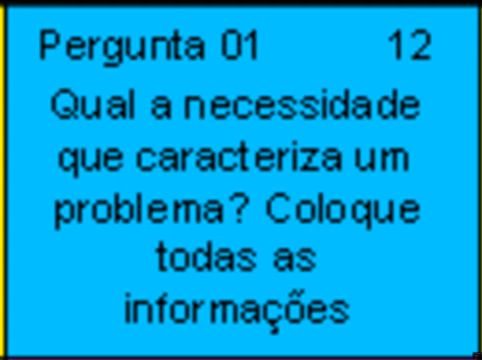 Pergunta 01 12
Qual a necessidade
que caracteriza um
problema? Coloque
todas as
informações